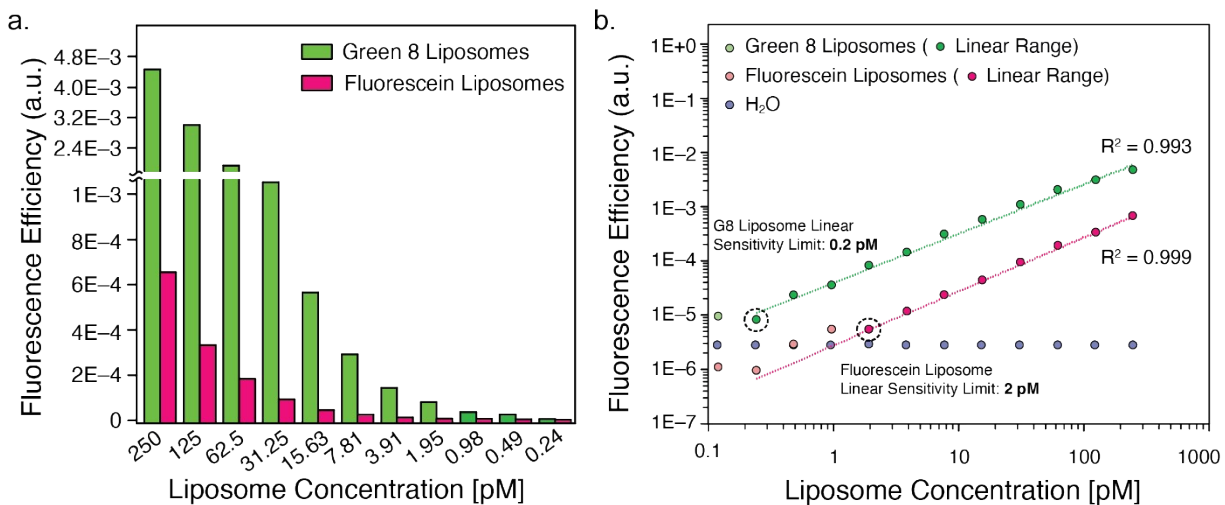 a.
Fluorescence Efficiency (a.u.)
4.8E−3
4.0E−3
3.2E−3
2.4E−3
1E−3
8E−4
6E−4
4E−4
2E−4
0
Green 8 Liposomes
Fluorescein Liposomes
250
125
62.5
31.25
15.63
7.81
3.91
1.95
0.98
0.49
0.24
Liposome Concentration [pM]
b.
Fluorescence Efficiency (a.u.)
1E+0
1E−1
1E−2
1E−3
1E−4
1E−5
1E−6
1E−7
Green 8 Liposomes ( Linear Range)
Fluorescein Liposomes ( Linear Range)
H₂O
R² = 0.993
G8 Liposome Linear
Sensitivity Limit: 0.2 pM
R² = 0.999
Fluorescein Liposome
Linear Sensitivity Limit: 2 pM
0.1
1
10
100
1000
Liposome Concentration [pM]